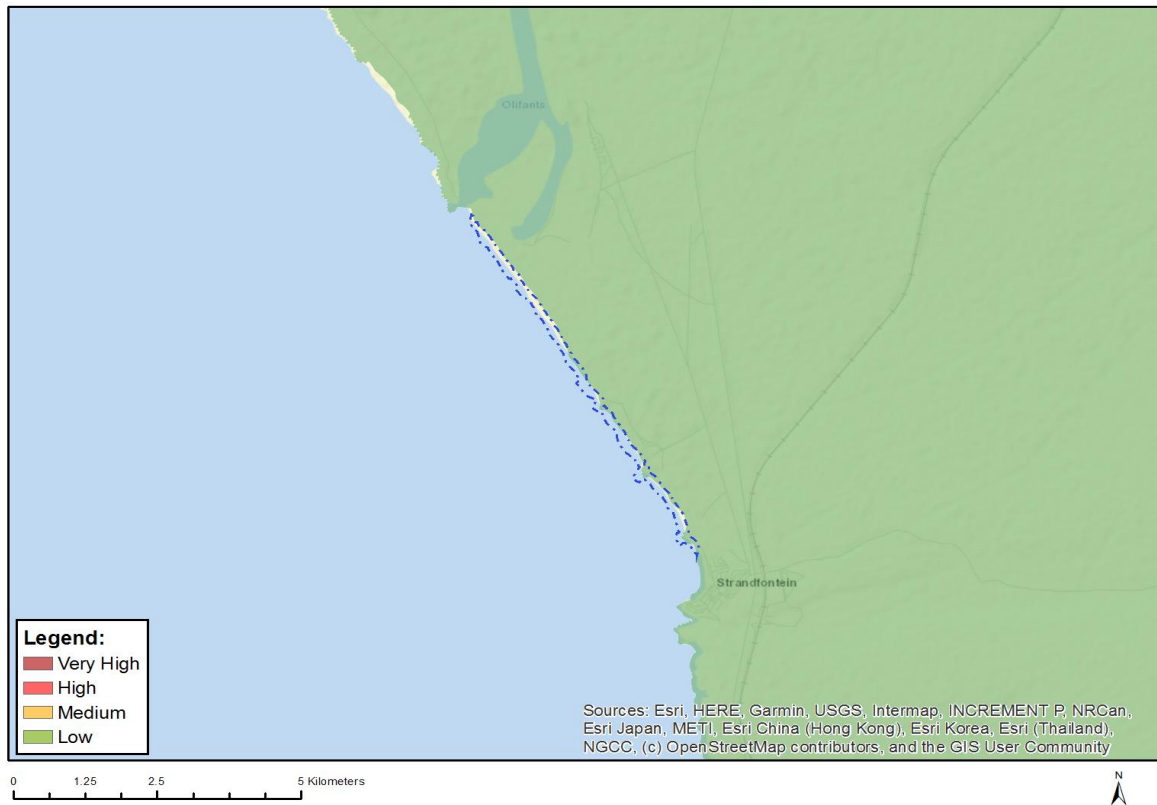 Olifants
Strandfontein
Legend:
Very High
High
Medium
Low
Sources: Esri, HERE, Garmin, USGS, Intermap, INCREMENT P, NRCan,
Esri Japan, METI, Esri China (Hong Kong), Esri Korea, Esri (Thailand),
NGCC, (c) OpenStreetMap contributors, and the GIS User Community
0 1.25 2.5 5 Kilometers
N